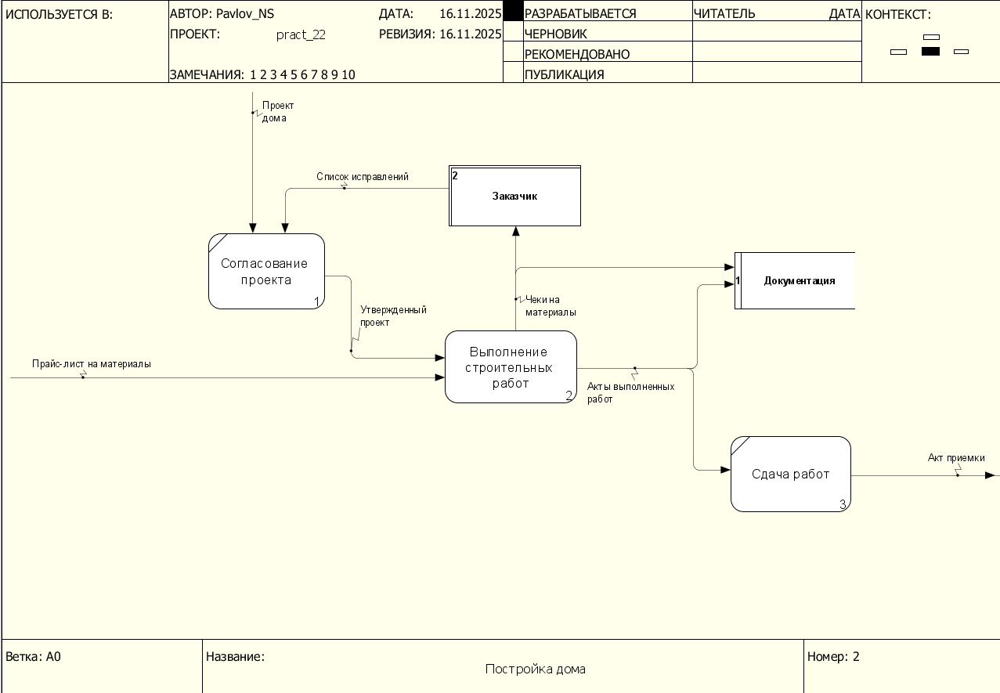 ИСПОЛЬЗУЕТСЯ В:
АВТОР: Pavlov_NS
ДАТА: 16.11.2025
ПРОЕКТ: pract_22
РЕВИЗИЯ: 16.11.2025
ЗАМЕЧАНИЯ: 1 2 3 4 5 6 7 8 9 10
РАЗРАБАТЫВАЕТСЯ
ЧЕРНОВИК
РЕКОМЕНДОВАНО
ПУБЛИКАЦИЯ
ЧИТАТЕЛЬ
ДАТА
КОНТЕКСТ:
Проект
дома
Список исправлений
2
Заказчик
Согласование
проекта
1
1
Документация
Чеки на
материалы
Утвержденный
проект
Прайс-лист на материалы
Выполнение
строительных
работ
2
Акты выполненных
работ
Сдача работ
3
Акт приемки
Ветка: A0
Название:
Постройка дома
Номер: 2